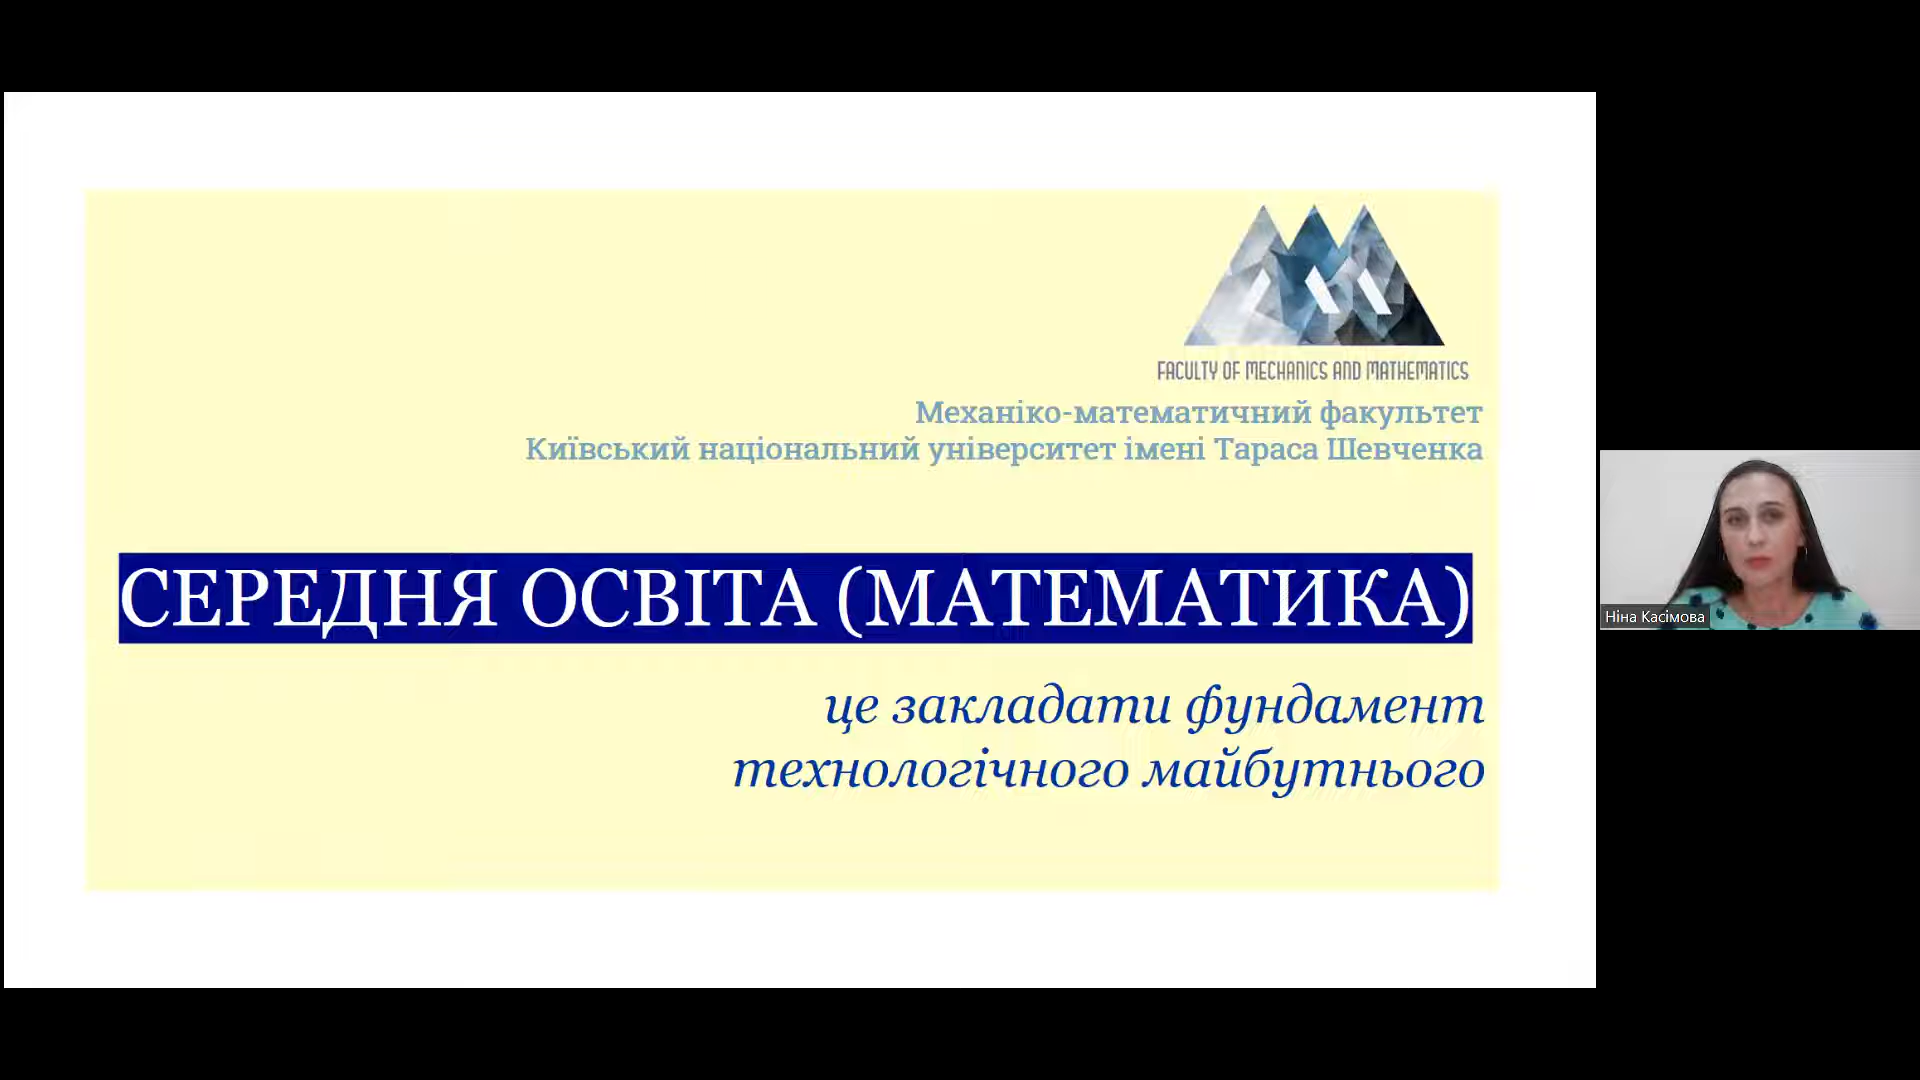 FACULTY OF MECHANICS AND MATHEMATICS
Механіко-математичний факультет
Київський національний університет імені Тараса Шевченка
СЕРЕДНЯ ОСВІТА (МАТЕМАТИКА)
це закладати фундамент
технологічного майбутнього
Ніна Касімова